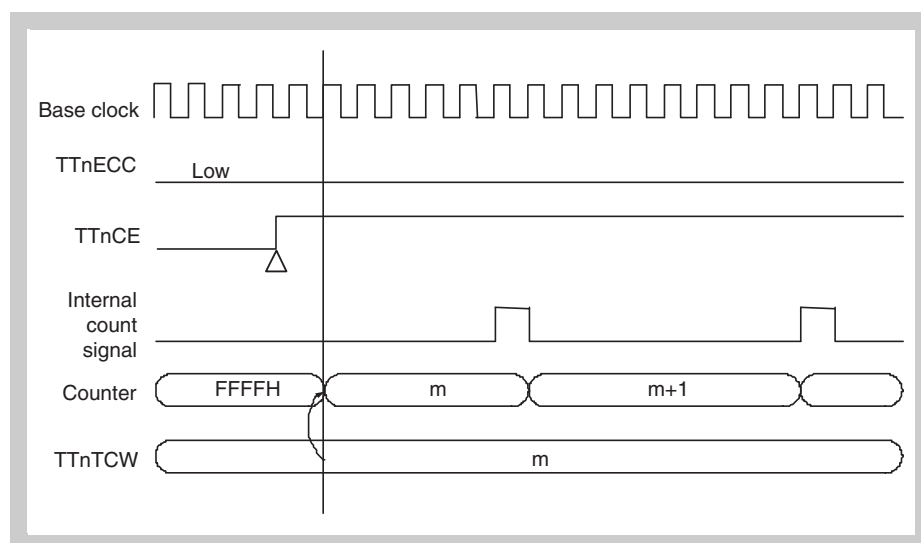 Base clock
TTnECC
Low
TTnCE
Internal
count
signal
Counter
FFFFH
m
m+1
TTnTCW
m